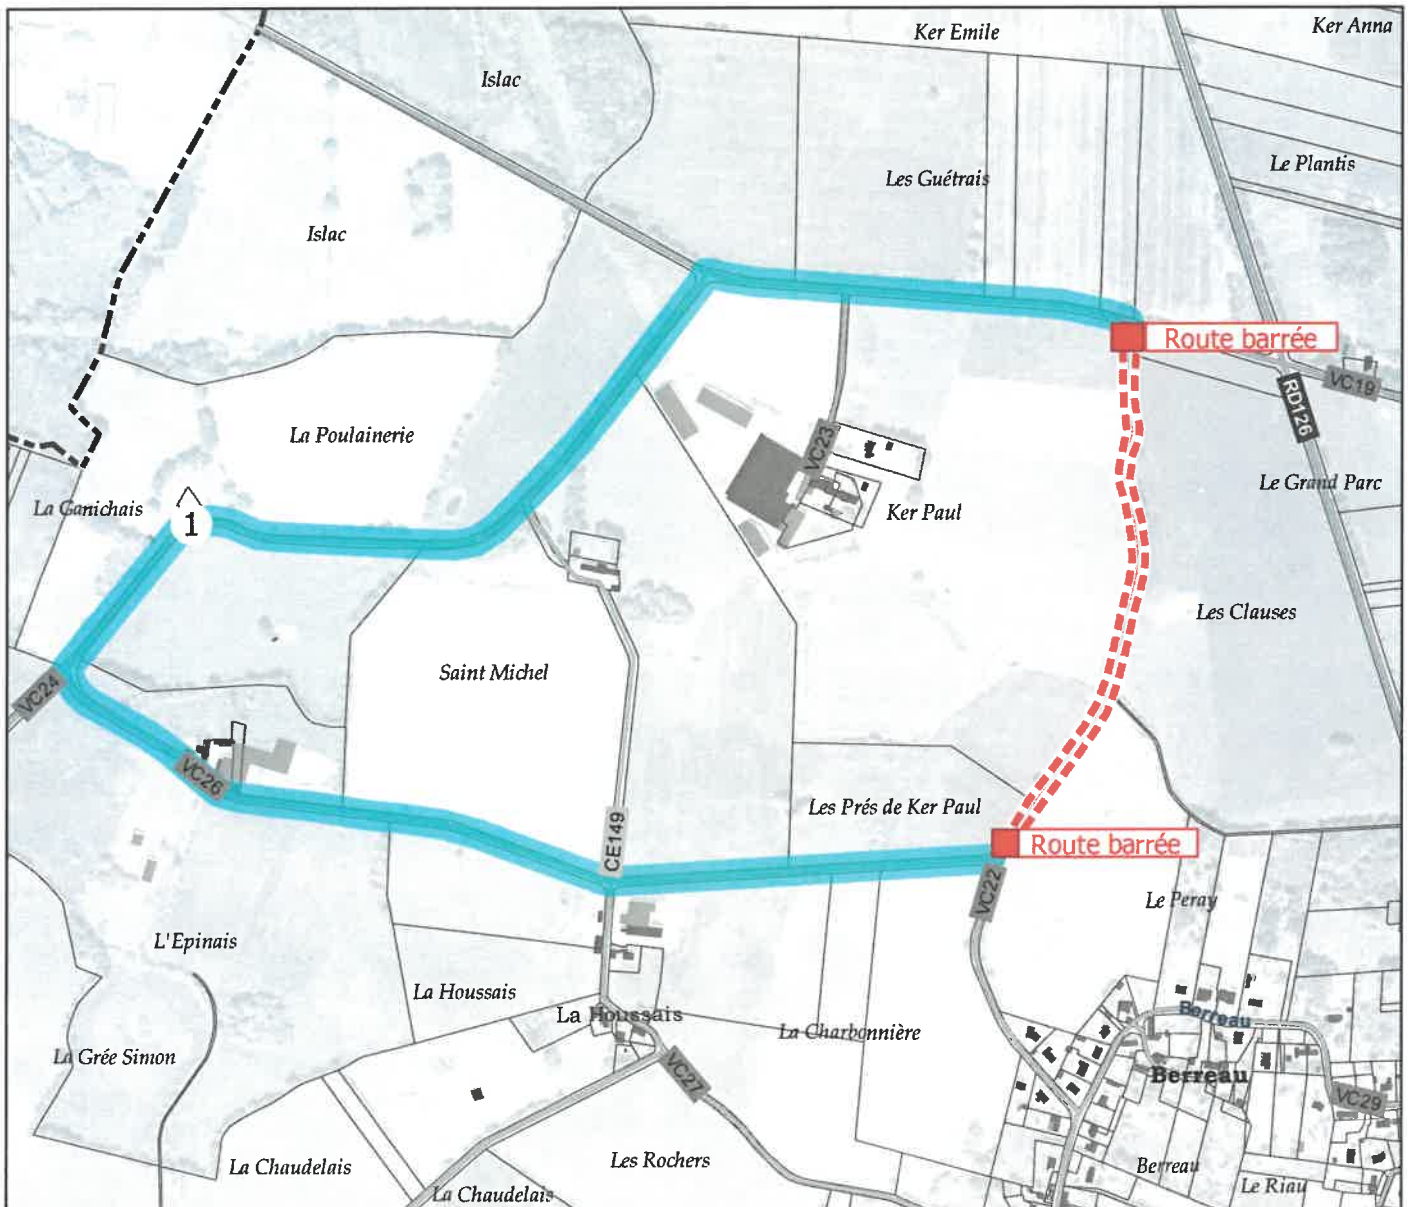 Ker Emile
Ker Anna
Islac
Le Plantis
Les Guétrais
Islac
Route barrée
VC19
RD126
La Poulainerie
VC23
Le Grand Parc
La Ganichais
1
Ker Paul
Les Clauses
Saint Michel
VC24
VC26
Les Prés de Ker Paul
CE149
Route barrée
VC22
Le Peray
L'Epinais
La Houssais
La Houssais
La Charbonnière
Berreau
La Grée Simon
VC27
Berreau
VC29
La Chaudelais
Les Rochers
Berreau
La Chaudelais
Le Riau